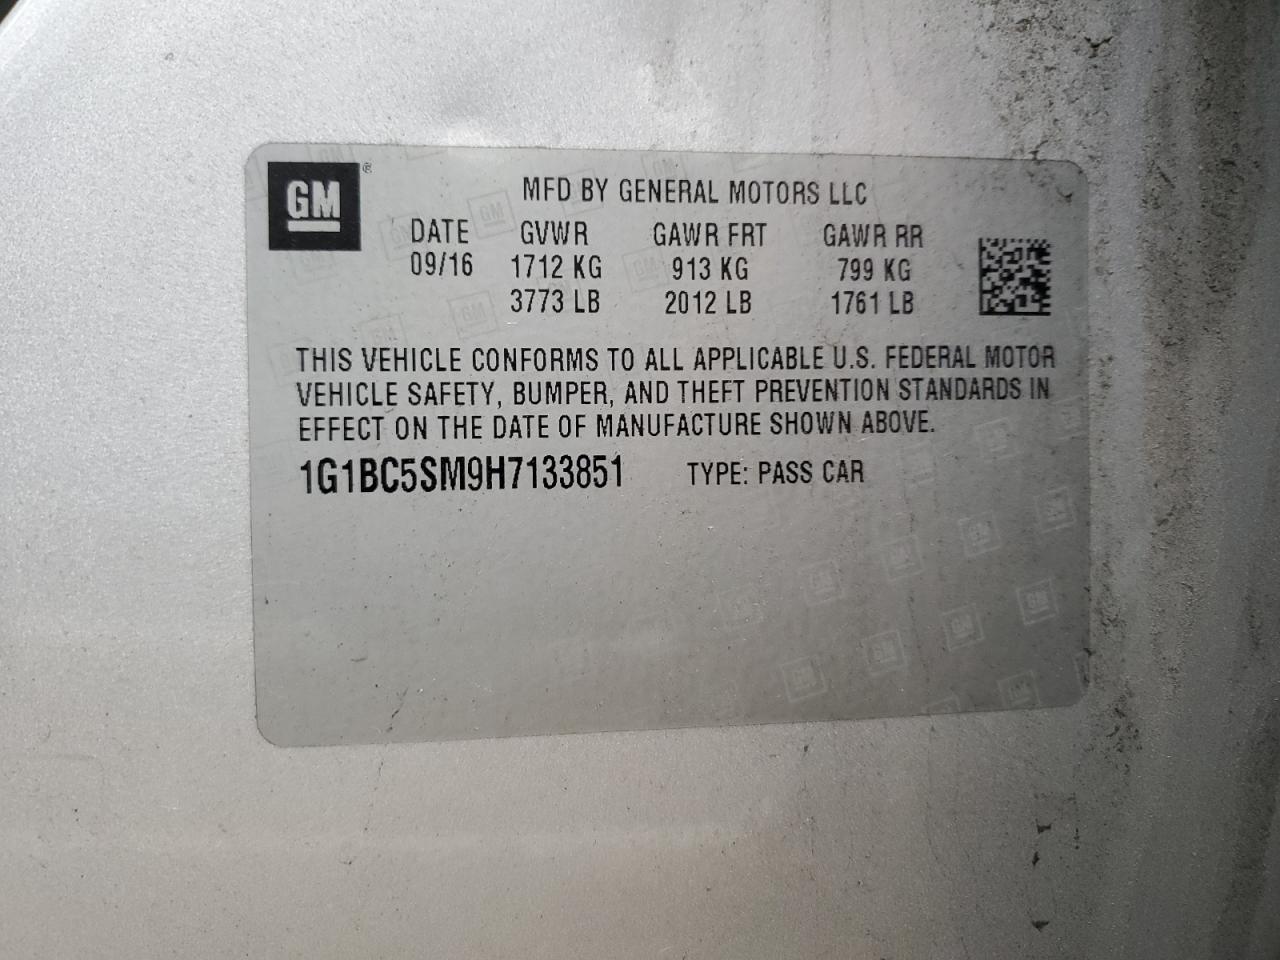 GM®
MFD BY GENERAL MOTORS LLC
DATE GVWR GAWR FRT GAWR RR
09/16 1712 KG 913 KG 799 KG
3773 LB 2012 LB 1761 LB
THIS VEHICLE CONFORMS TO ALL APPLICABLE U.S. FEDERAL MOTOR
VEHICLE SAFETY, BUMPER, AND THEFT PREVENTION STANDARDS IN
EFFECT ON THE DATE OF MANUFACTURE SHOWN ABOVE.
1G1BC5SM9H7133851 TYPE: PASS CAR